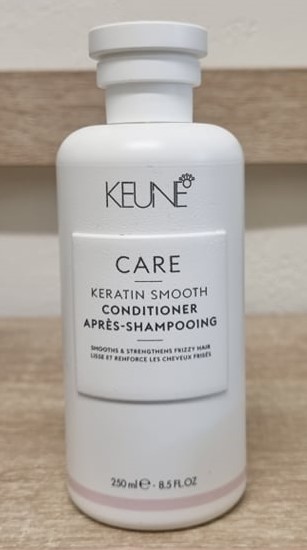 KEUNE
CARE
KERATIN SMOOTH
CONDITIONER
APRÈS-SHAMPOOING
SMOOTHS & STRENGTHENS FRIZZY HAIR
LISSE ET RENFORCE LES CHEVEUX FRISÉS
250 ml ℮ - 8.5 FL.OZ